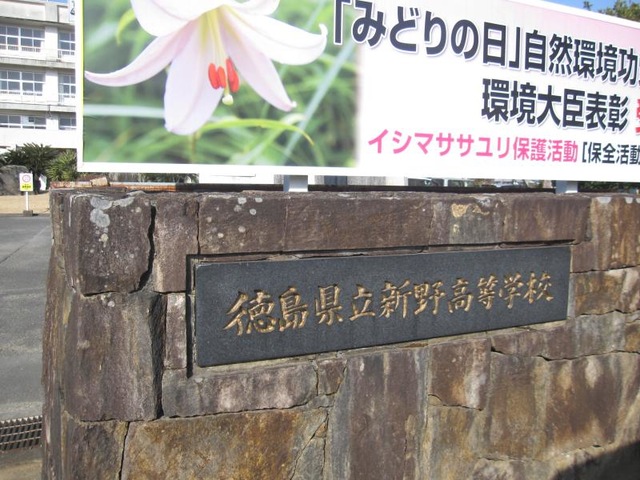 「みどりの日」自然環境功
環境大臣表彰
イシマササユリ保護活動 [保全活動
徳島県立新野高等学校